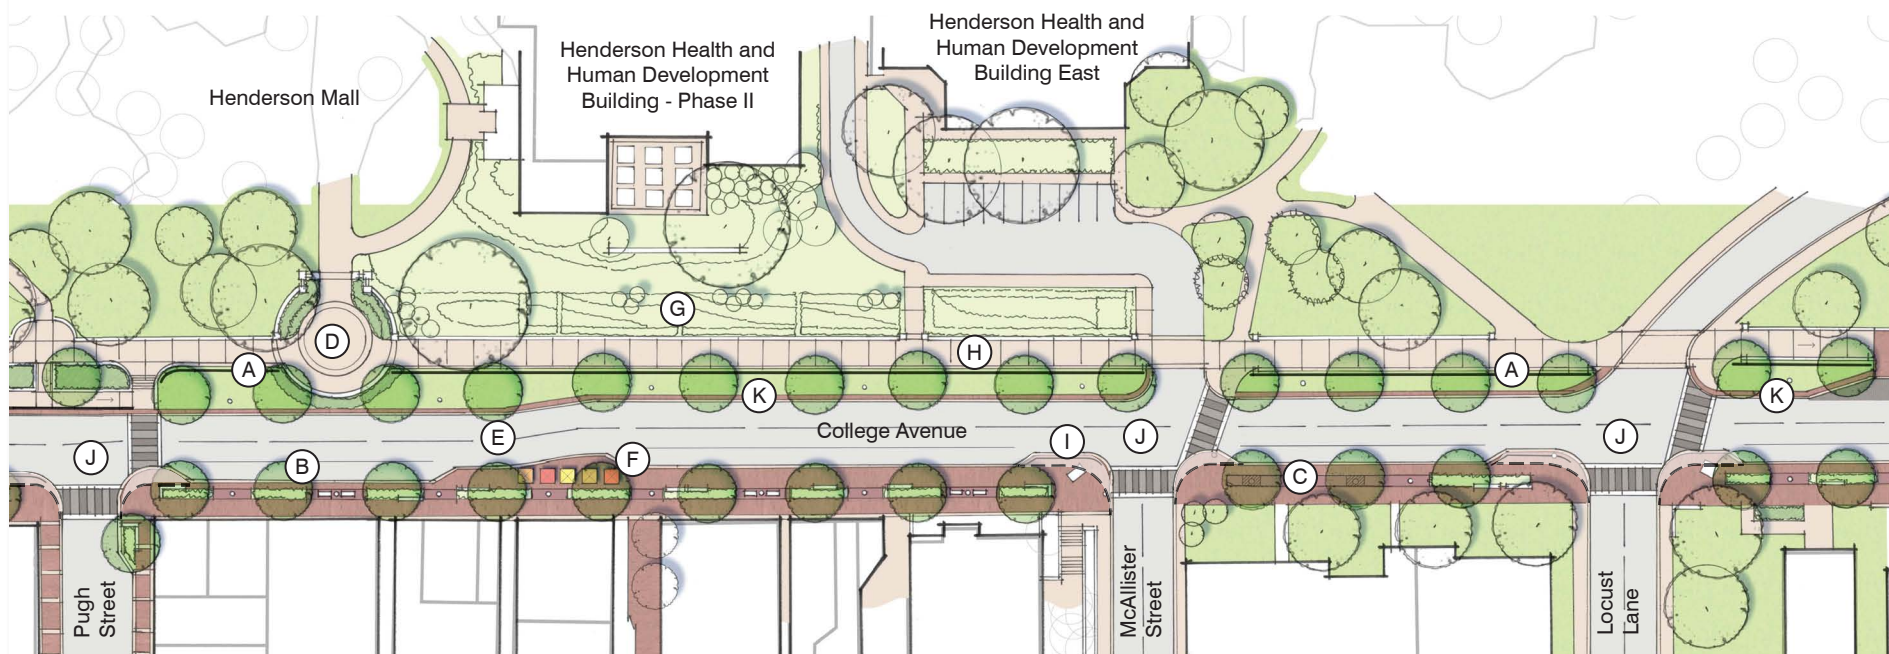 Henderson Health and
Human Development
Building East
Henderson Health and
Human Development
Building - Phase II
Henderson Mall
G
D
H
A
A
K
K
College Avenue
E
J
I
J
J
B
F
C
Pugh
Street
McAllister
Street
Locust
Lane